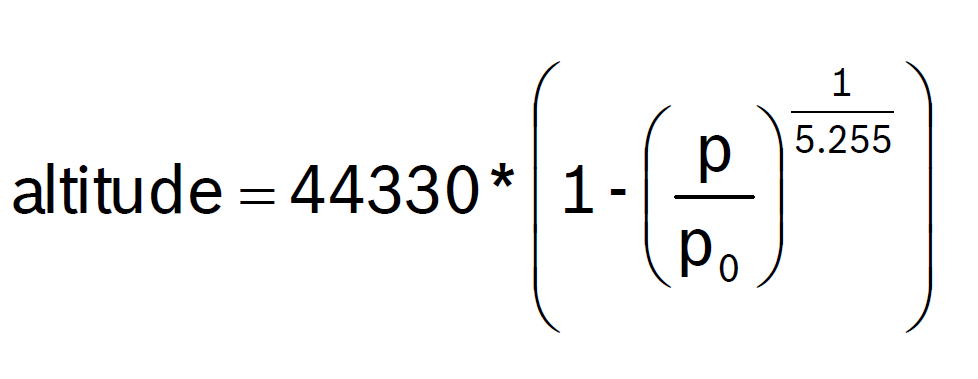 altitude = 44330 * (1 - (p/p₀)^(1/5.255))